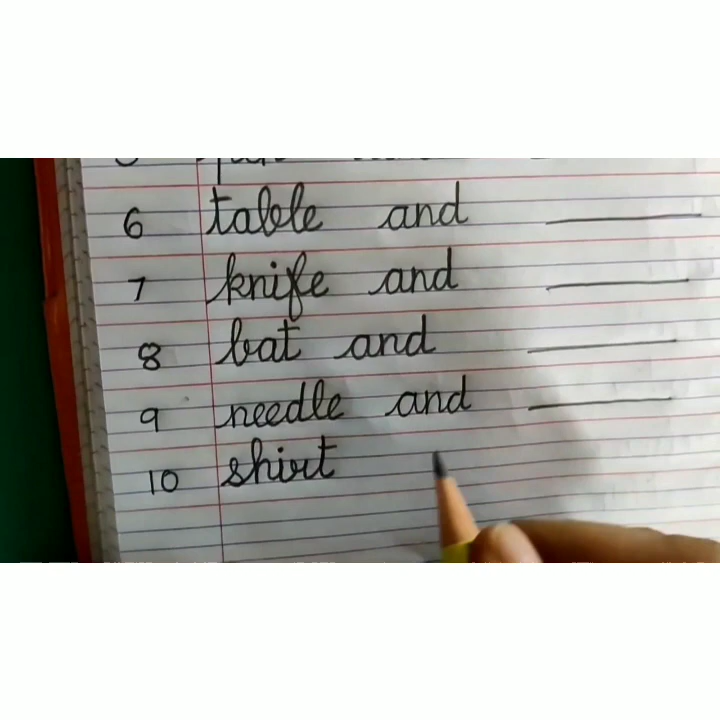 6 table and
7 knife and
8 bat and
9 needle and
10 shirt